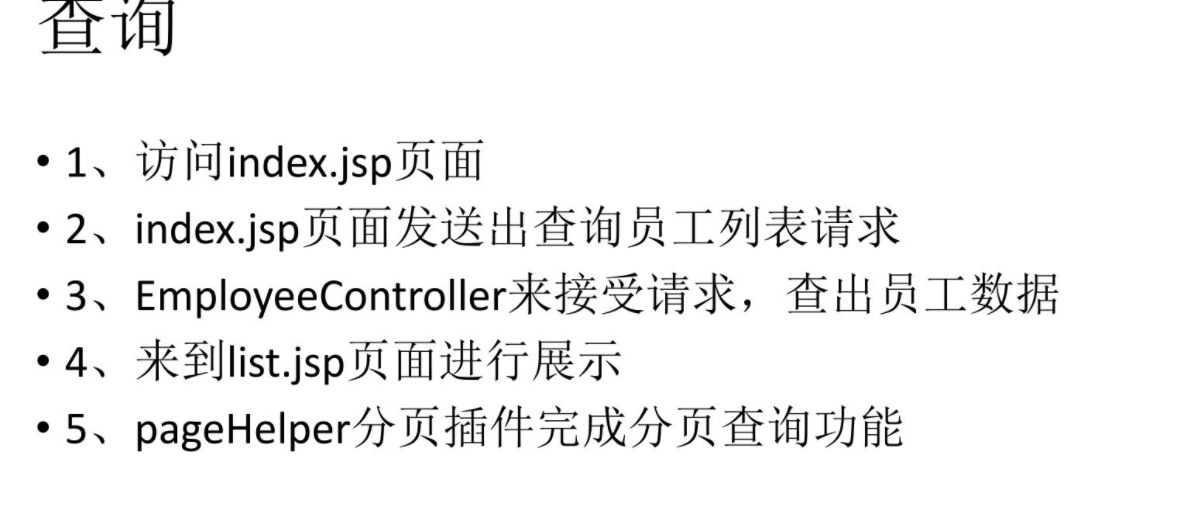 查询
• 1、访问index.jsp页面
• 2、index.jsp页面发送出查询员工列表请求
• 3、EmployeeController来接受请求，查出员工数据
• 4、来到list.jsp页面进行展示
• 5、pageHelper分页插件完成分页查询功能